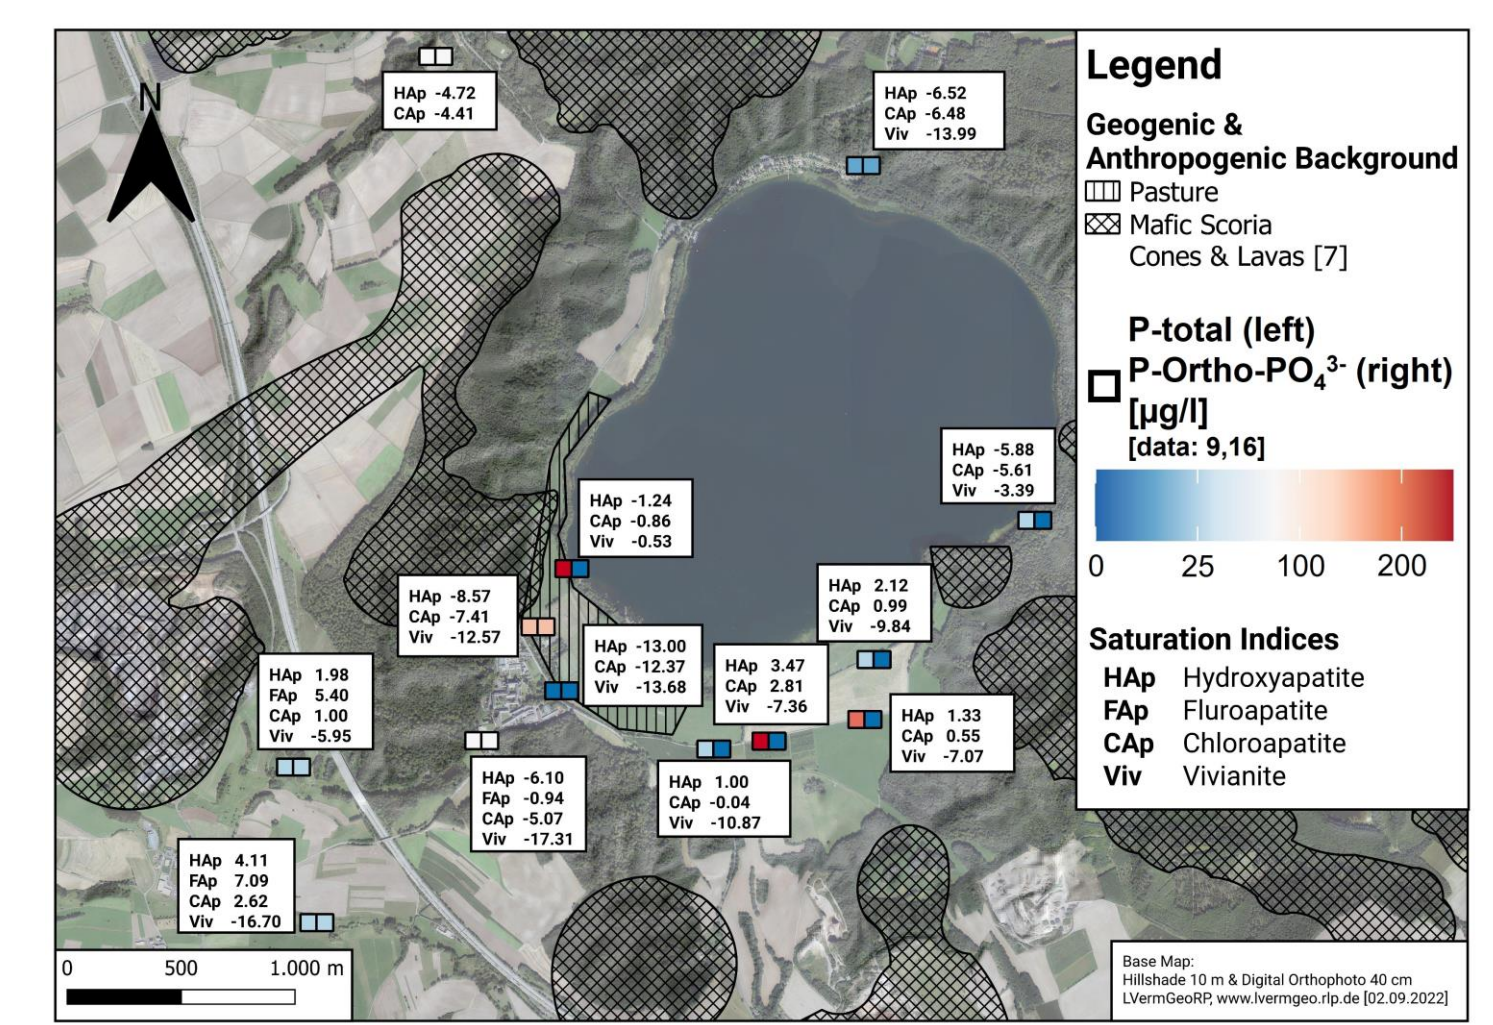 N
HAp -4.72
CAp -4.41
HAp -6.52
CAp -6.48
Viv -13.99
HAp -5.88
CAp -5.61
Viv -3.39
HAp -1.24
CAp -0.86
Viv -0.53
HAp -8.57
CAp -7.41
Viv -12.57
HAp 2.12
CAp 0.99
Viv -9.84
HAp -13.00
CAp -12.37
Viv -13.68
HAp 3.47
CAp 2.81
Viv -7.36
HAp 1.98
FAp 5.40
CAp 1.00
Viv -5.95
HAp 1.33
CAp 0.55
Viv -7.07
HAp -6.10
FAp -0.94
CAp -5.07
Viv -17.31
HAp 1.00
CAp -0.04
Viv -10.87
HAp 4.11
FAp 7.09
CAp 2.62
Viv -16.70
0 500 1.000 m
Legend
Geogenic &
Anthropogenic Background
Pasture
Mafic Scoria
Cones & Lavas [7]
P-total (left)
P-Ortho-PO₄³⁻ (right)
[µg/l]
[data: 9,16]
0 25 100 200
Saturation Indices
HAp Hydroxyapatite
FAp Fluroapatite
CAp Chloroapatite
Viv Vivianite
Base Map:
Hillshade 10 m & Digital Orthophoto 40 cm
LVermGeoRP, www.lvermgeo.rlp.de [02.09.2022]